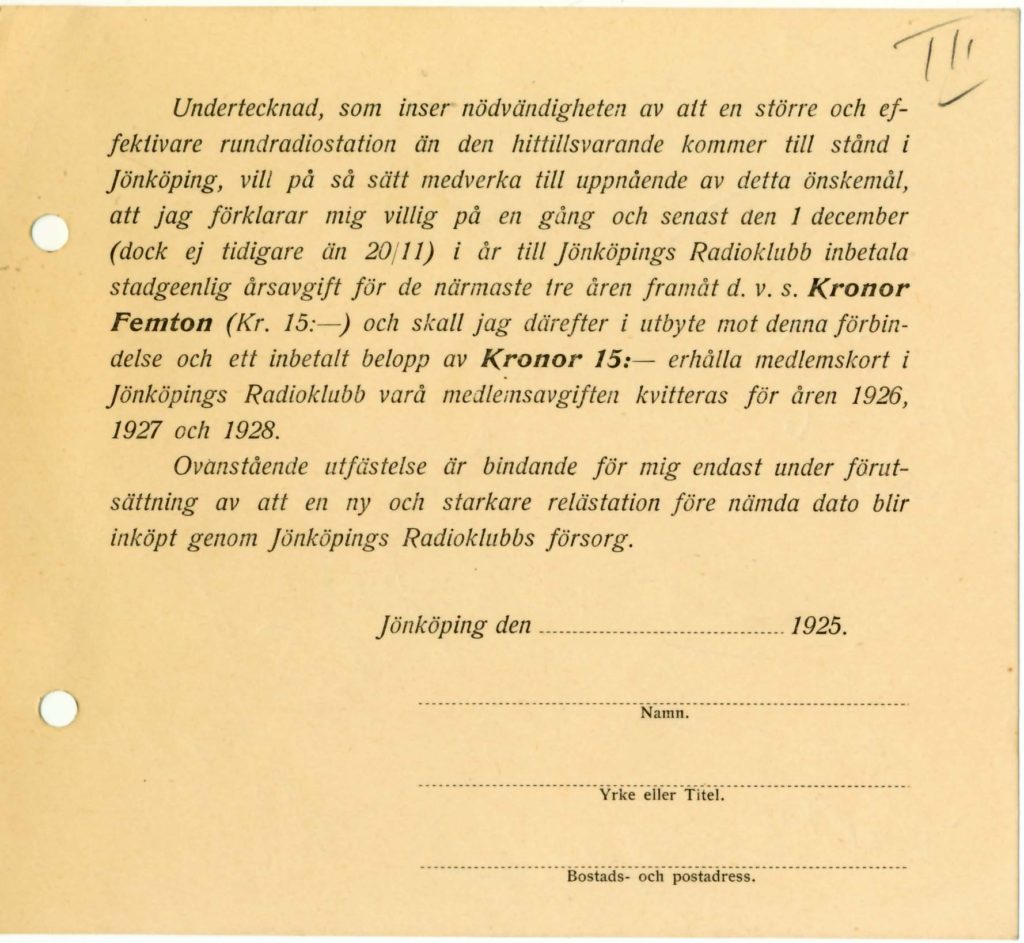 III
Undertecknad, som inser nödvändigheten av att en större och ef-
fektivare rundradiostation än den hittillsvarande kommer till stånd i
Jönköping, vill på så sätt medverka till uppnående av detta önskemål,
att jag förklarar mig villig på en gång och senast den 1 december
(dock ej tidigare än 20/11) i år till Jönköpings Radioklubb inbetala
stadgeenlig årsavgift för de närmaste tre åren framåt d. v. s. Kronor
Femton (Kr. 15:—) och skall jag därefter i utbyte mot denna förbin-
delse och ett inbetalt belopp av Kronor 15:— erhålla medlemskort i
Jönköpings Radioklubb varå medlemsavgiften kvitteras för åren 1926,
1927 och 1928.
Ovanstående utfästelse är bindande för mig endast under förut-
sättning av att en ny och starkare relästation före nämda dato blir
inköpt genom Jönköpings Radioklubbs försorg.
Jönköping den ........................................ 1925.
Namn.
Yrke eller Titel.
Bostads- och postadress.